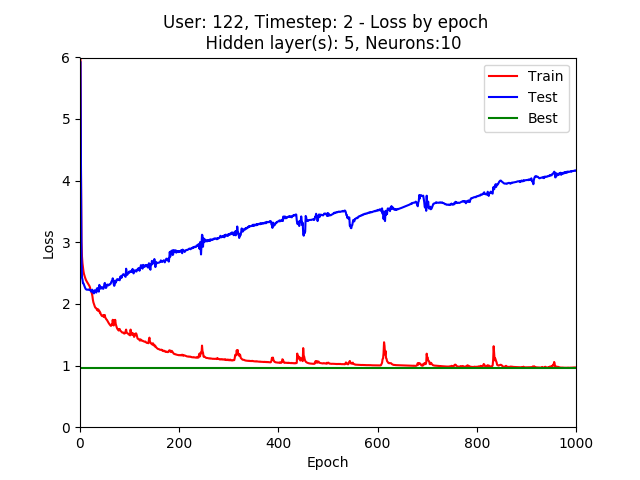 User: 122, Timestep: 2 - Loss by epoch
Hidden layer(s): 5, Neurons:10
6
5
4
3
2
1
0
Loss
Train
Test
Best
0 200 400 600 800 1000
Epoch